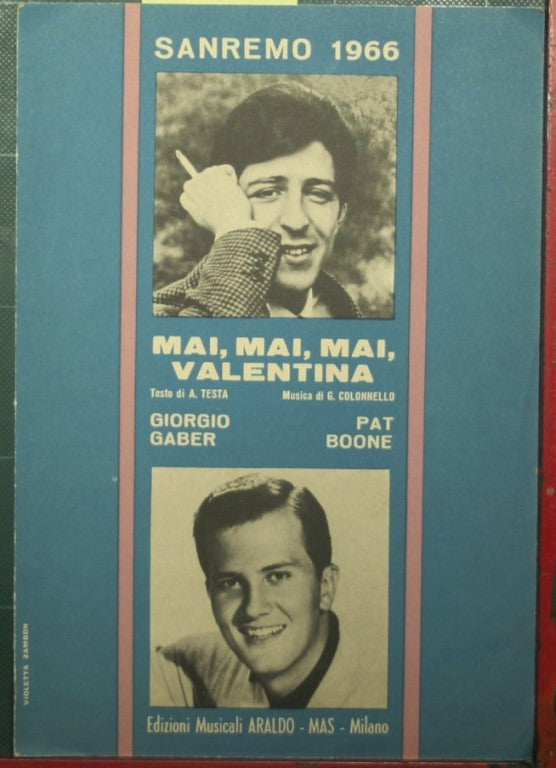 SANREMO 1966
MAI, MAI, MAI,
VALENTINA
Testo di A. TESTA Musica di G. COLONNELLO
GIORGIO
GABER
PAT
BOONE
Edizioni Musicali ARALDO - MAS - Milano
VIOLETTA ZAMBON